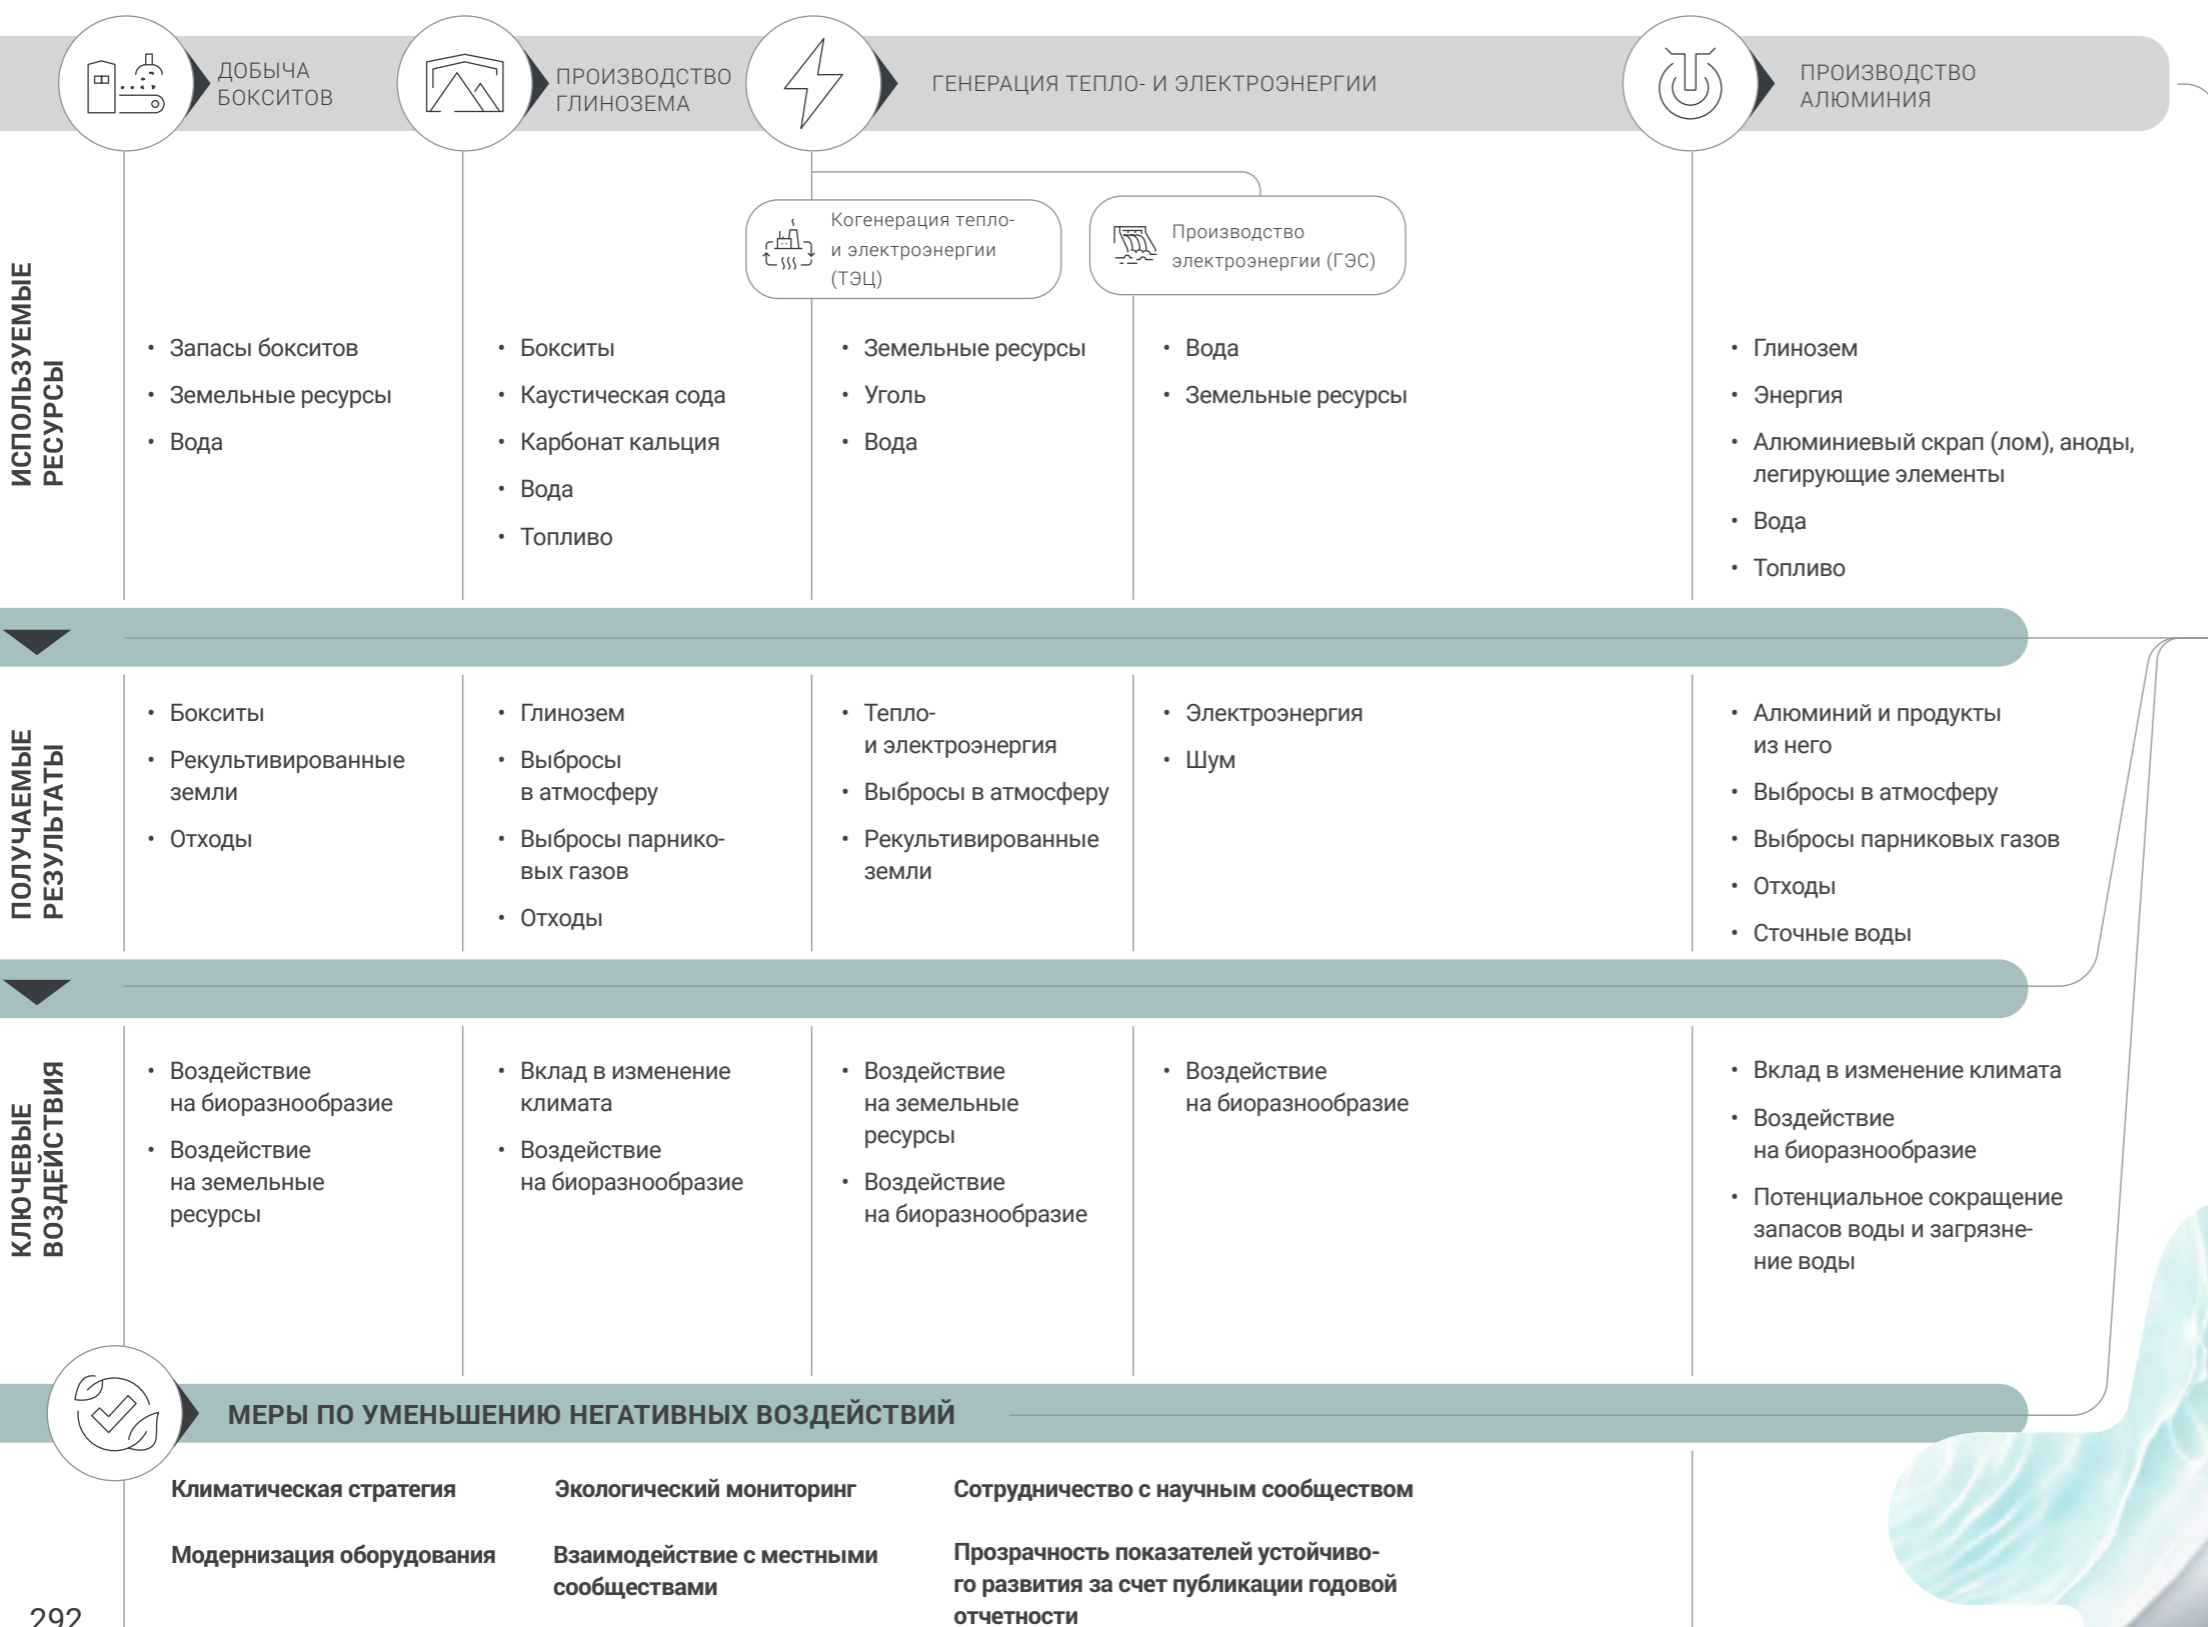 ДОБЫЧА
БОКСИТОВ
ПРОИЗВОДСТВО
ГЛИНОЗЕМА
ГЕНЕРАЦИЯ ТЕПЛО- И ЭЛЕКТРОЭНЕРГИИ
ПРОИЗВОДСТВО
АЛЮМИНИЯ
Когенерация тепло-
и электроэнергии
(ТЭЦ)
Производство
электроэнергии (ГЭС)
ИСПОЛЬЗУЕМЫЕ
РЕСУРСЫ
• Запасы бокситов
• Земельные ресурсы
• Вода
• Бокситы
• Каустическая сода
• Карбонат кальция
• Вода
• Топливо
• Земельные ресурсы
• Уголь
• Вода
• Вода
• Земельные ресурсы
• Глинозем
• Энергия
• Алюминиевый скрап (лом), аноды,
легирующие элементы
• Вода
• Топливо
ПОЛУЧАЕМЫЕ
РЕЗУЛЬТАТЫ
• Бокситы
• Рекультивированные
земли
• Отходы
• Глинозем
• Выбросы
в атмосферу
• Выбросы парнико-
вых газов
• Отходы
• Тепло-
и электроэнергия
• Выбросы в атмосферу
• Рекультивированные
земли
• Электроэнергия
• Шум
• Алюминий и продукты
из него
• Выбросы в атмосферу
• Выбросы парниковых газов
• Отходы
• Сточные воды
КЛЮЧЕВЫЕ
ВОЗДЕЙСТВИЯ
• Воздействие
на биоразнообразие
• Воздействие
на земельные
ресурсы
• Вклад в изменение
климата
• Воздействие
на биоразнообразие
• Воздействие
на земельные
ресурсы
• Воздействие
на биоразнообразие
• Воздействие
на биоразнообразие
• Вклад в изменение климата
• Воздействие
на биоразнообразие
• Потенциальное сокращение
запасов воды и загрязне-
ние воды
МЕРЫ ПО УМЕНЬШЕНИЮ НЕГАТИВНЫХ ВОЗДЕЙСТВИЙ
Климатическая стратегия
Экологический мониторинг
Сотрудничество с научным сообществом
Модернизация оборудования
Взаимодействие с местными
сообществами
Прозрачность показателей устойчиво-
го развития за счет публикации годовой
отчетности
292